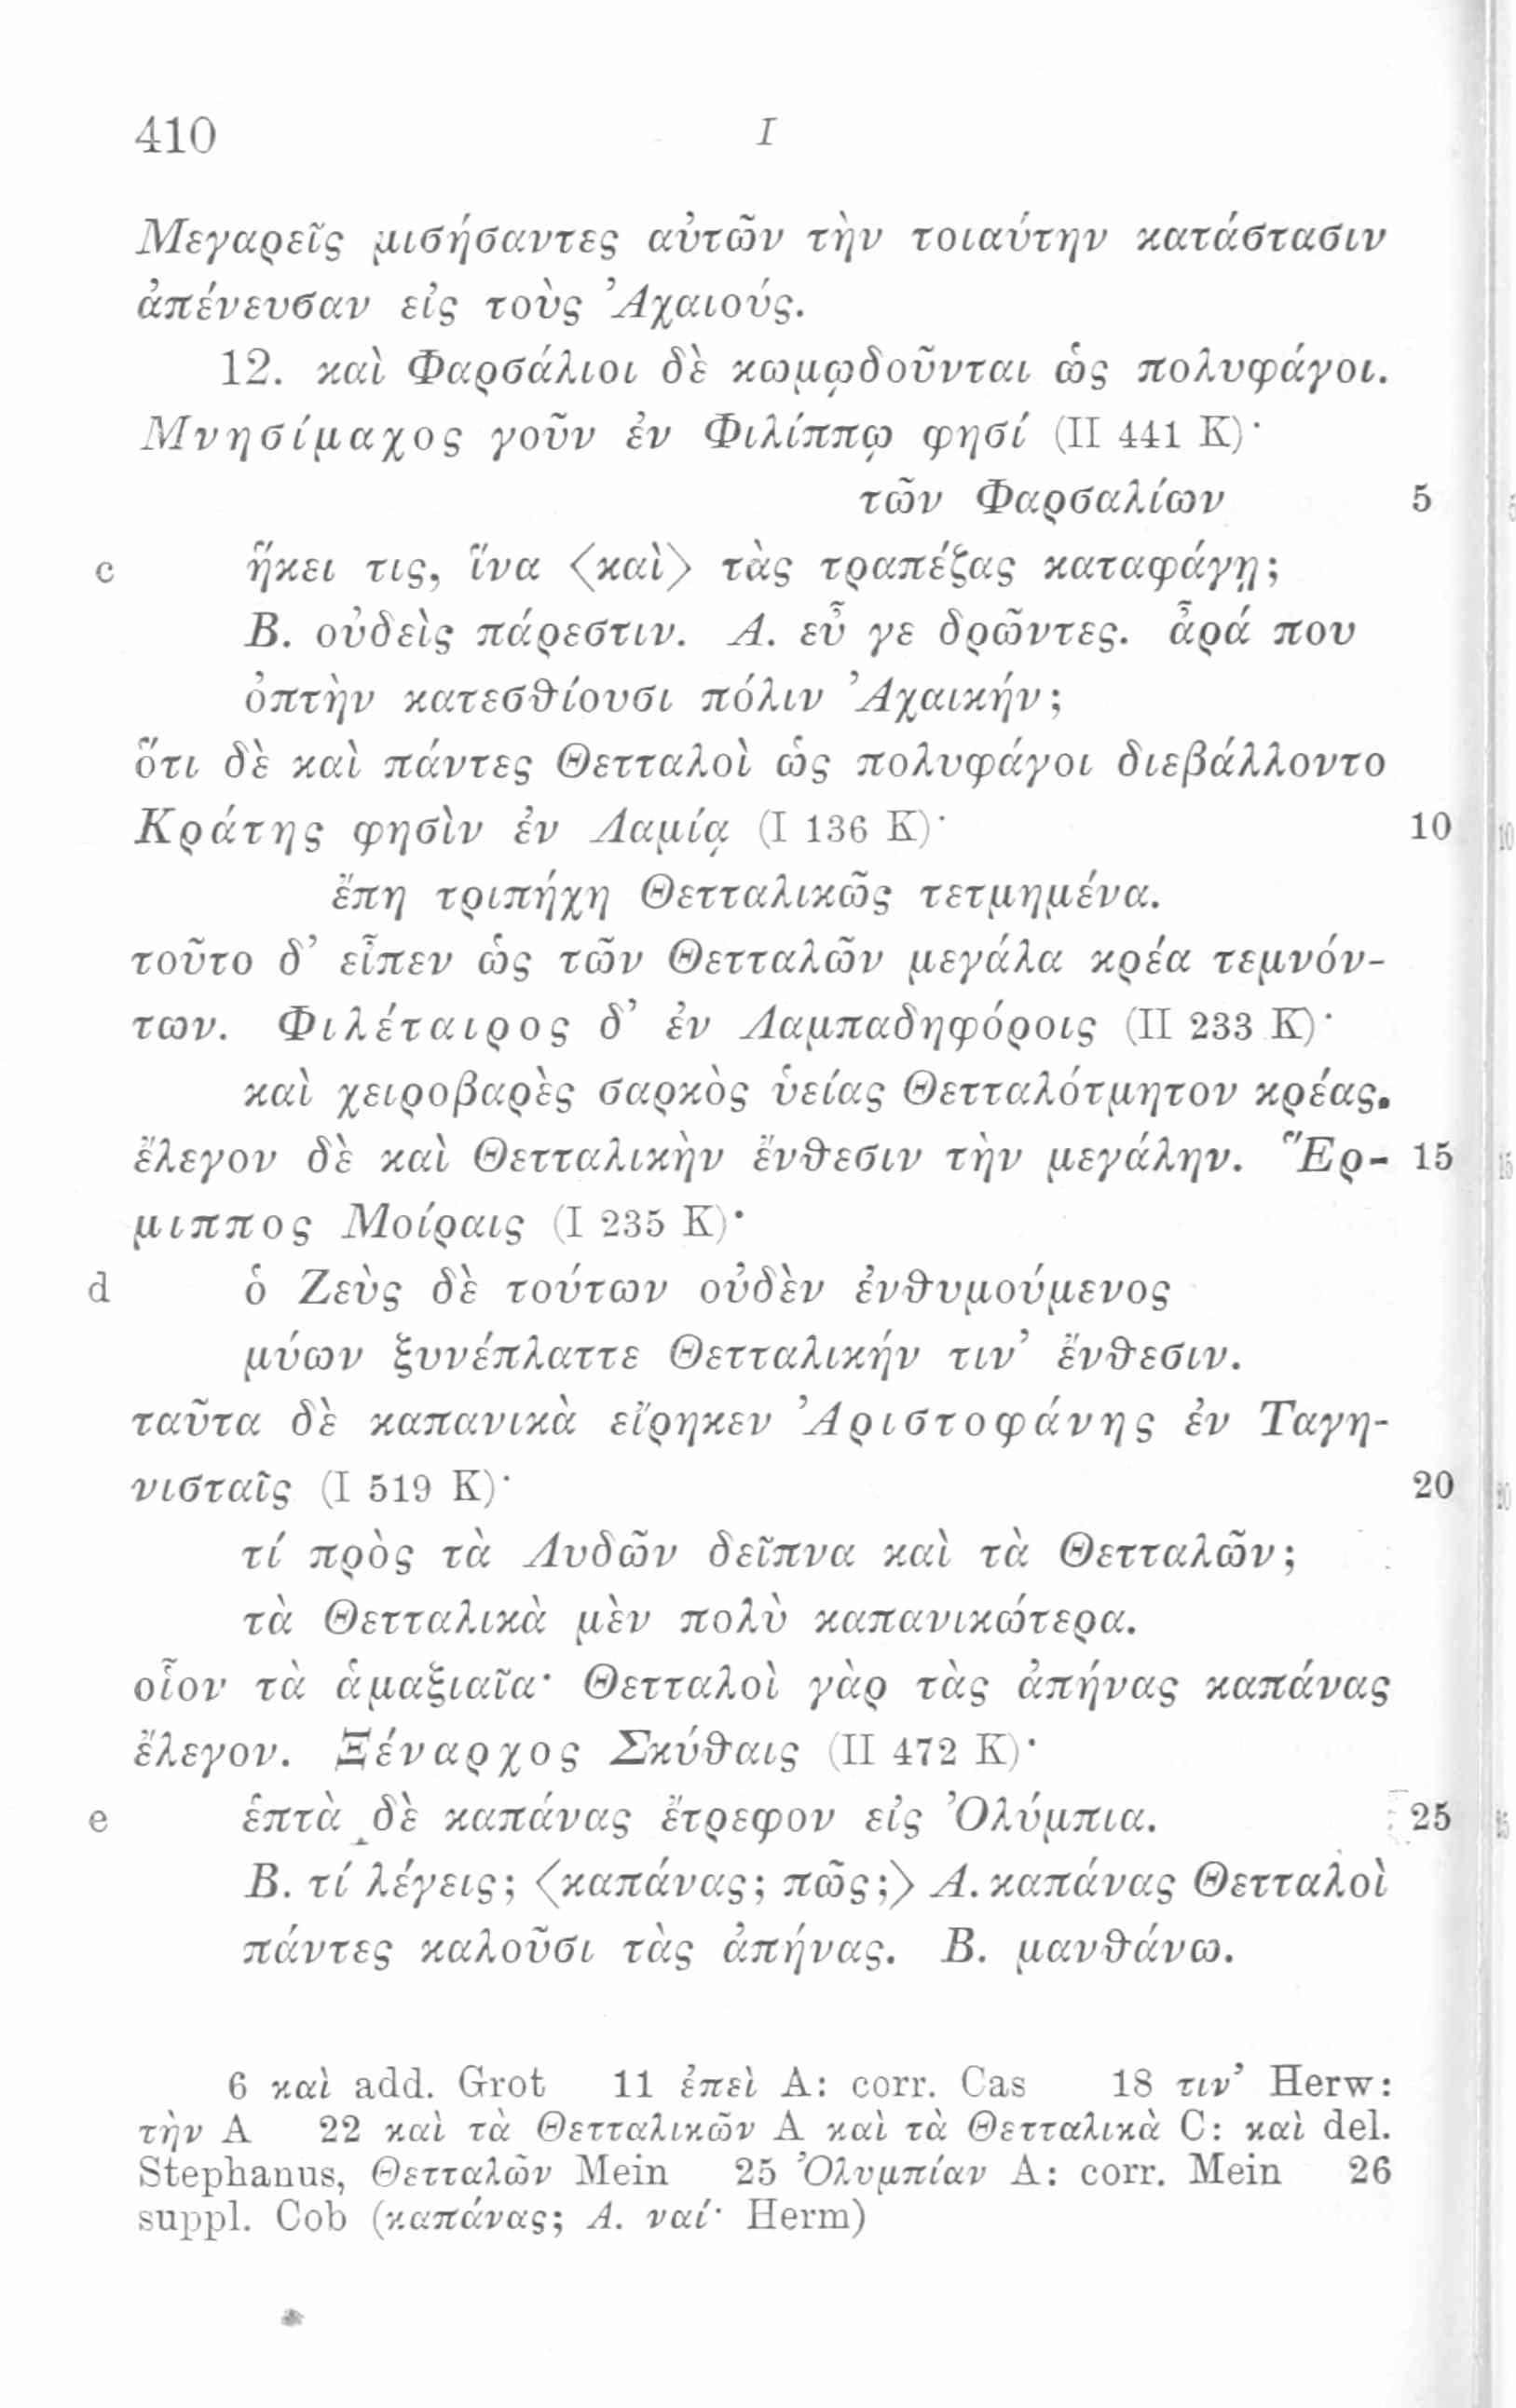 410 I
Μεγαρεῖς μισήσαντες αὐτῶν τὴν τοιαύτην κατάστασιν
ἀπένευσαν εἰς τοὺς Ἀχαιούς.
12. καὶ Φαρσάλιοι δὲ κωμῳδοῦνται ὡς πολυφάγοι.
Μνησίμαχος γοῦν ἐν Φιλίππῳ φησί (II 441 K)·
τῶν Φαρσαλίων 5
c ἥκει τις, ἵνα 〈καὶ〉 τὰς τραπέζας καταφάγῃ;
Β. οὐδεὶς πάρεστιν. Α. εὖ γε δρῶντες. ἆρά που
ὀπτὴν κατεσθίουσι πόλιν Ἀχαικήν;
ὅτι δὲ καὶ πάντες Θετταλοὶ ὡς πολυφάγοι διεβάλλοντο
Κράτης φησὶν ἐν Λαμίᾳ (I 136 K)· 10
ἔπη τριπήχη Θετταλικῶς τετμημένα.
τοῦτο δ’ εἶπεν ὡς τῶν Θετταλῶν μεγάλα κρέα τεμνόν-
των. Φιλέταιρος δ’ ἐν Λαμπαδηφόροις (II 233 K)·
καὶ χειροβαρὲς σαρκὸς ὑείας Θετταλότμητον κρέας.
ἔλεγον δὲ καὶ Θετταλικὴν ἔνθεσιν τὴν μεγάλην. Ἕρ- 15
μιππος Μοίραις (I 235 K)·
d ὁ Ζεὺς δὲ τούτων οὐδὲν ἐνθυμούμενος
μύων ξυνέπλαττε Θετταλικήν τιν’ ἔνθεσιν.
ταῦτα δὲ καπανικὰ εἴρηκεν Ἀριστοφάνης ἐν Ταγη-
νισταῖς (I 519 K)· 20
τί πρὸς τὰ Λυδῶν δεῖπνα καὶ τὰ Θετταλῶν;
τὰ Θετταλικὰ μὲν πολὺ καπανικώτερα.
οἷον τὰ ἁμαξιαῖα· Θετταλοὶ γὰρ τὰς ἀπήνας καπάνας
ἔλεγον. Ξέναρχος Σκύθαις (II 472 K)·
e ἑπτὰ δὲ καπάνας ἔτρεφον εἰς Ὀλύμπια. 25
Β. τί λέγεις; 〈καπάνας; πῶς;〉 Α. καπάνας Θετταλοὶ
πάντες καλοῦσι τὰς ἀπήνας. Β. μανθάνω.
6 καὶ add. Grot 11 ἐπεὶ A: corr. Cas 18 τιν’ Herw:
τὴν A 22 καὶ τὰ Θετταλικῶν A καὶ τὰ Θετταλικὰ C: καὶ del.
Stephanus, Θετταλῶν Mein 25 Ὀλυμπίαν A: corr. Mein 26
suppl. Cob (καπάνας; Α. ναί· Herm)